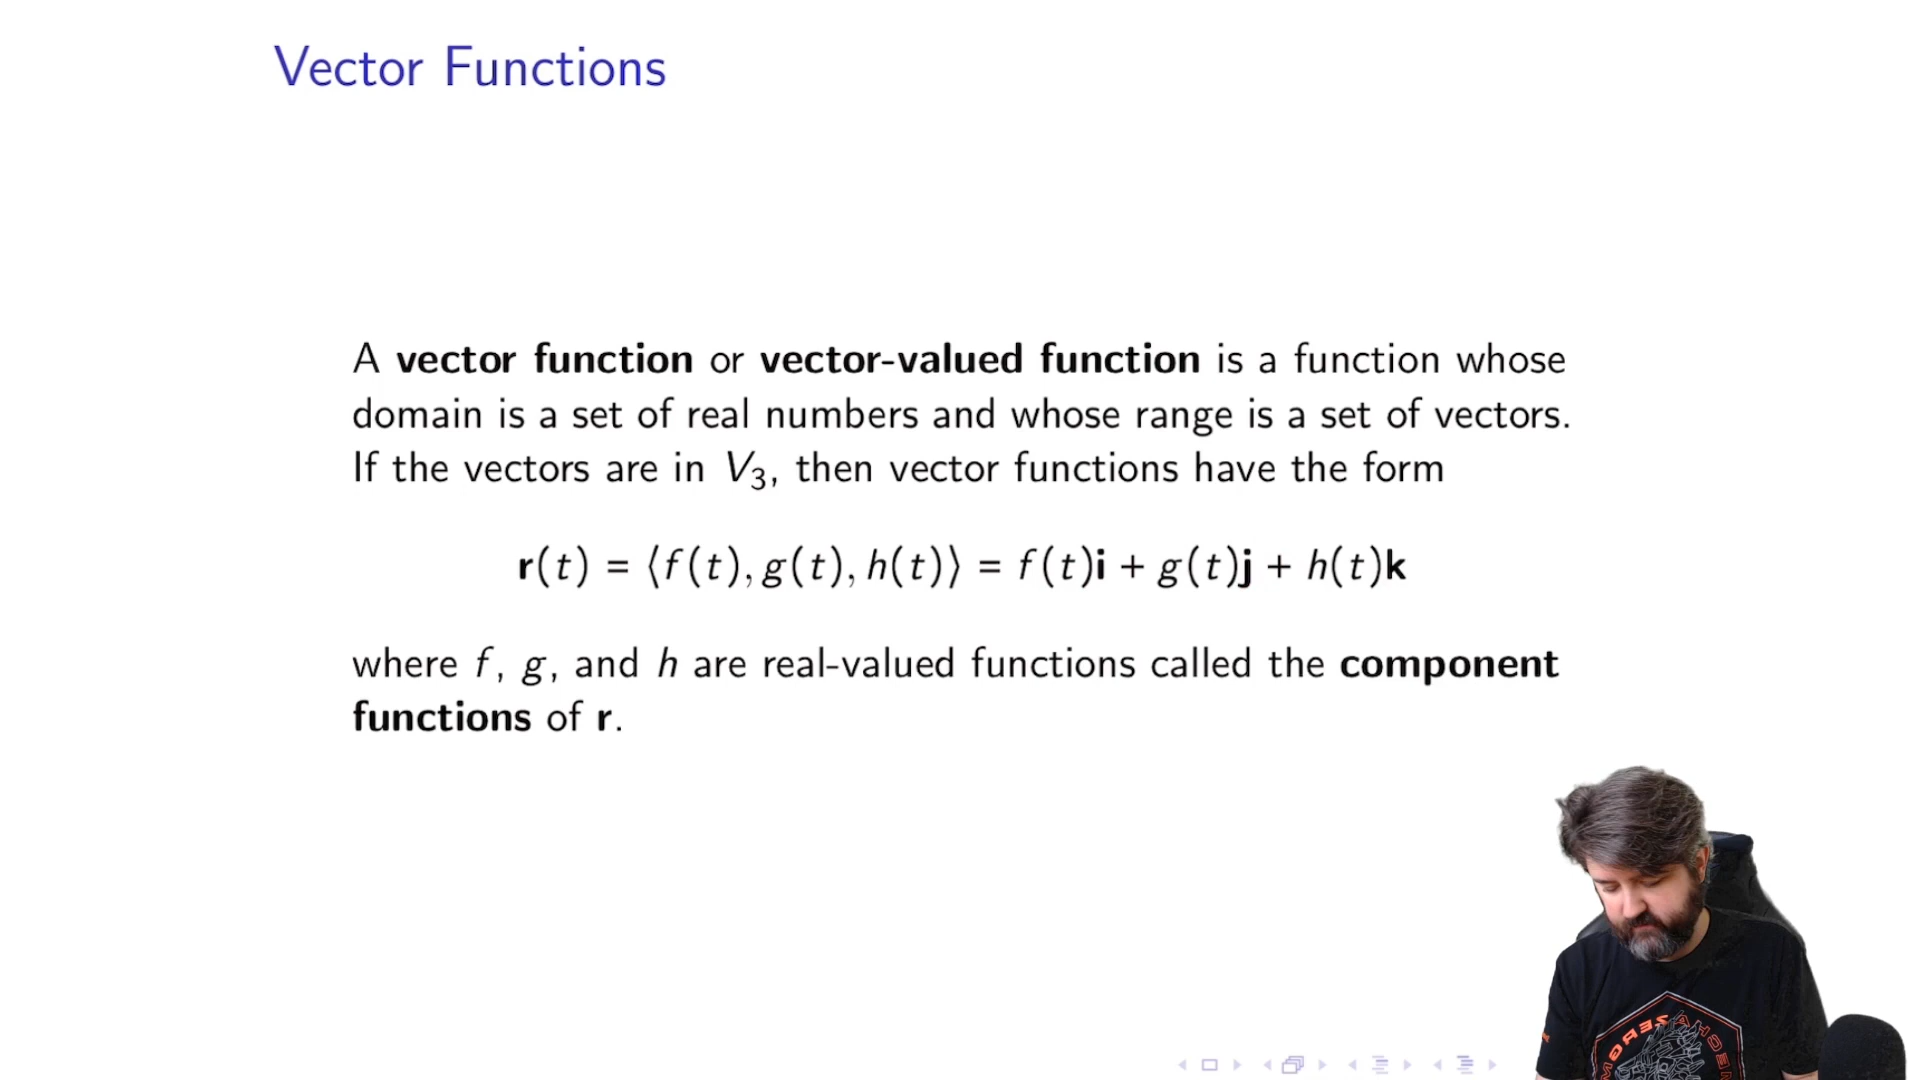 Vector Functions
A vector function or vector-valued function is a function whose
domain is a set of real numbers and whose range is a set of vectors.
If the vectors are in V₃, then vector functions have the form
r(t) = ⟨f(t), g(t), h(t)⟩ = f(t)i + g(t)j + h(t)k
where f, g, and h are real-valued functions called the component
functions of r.